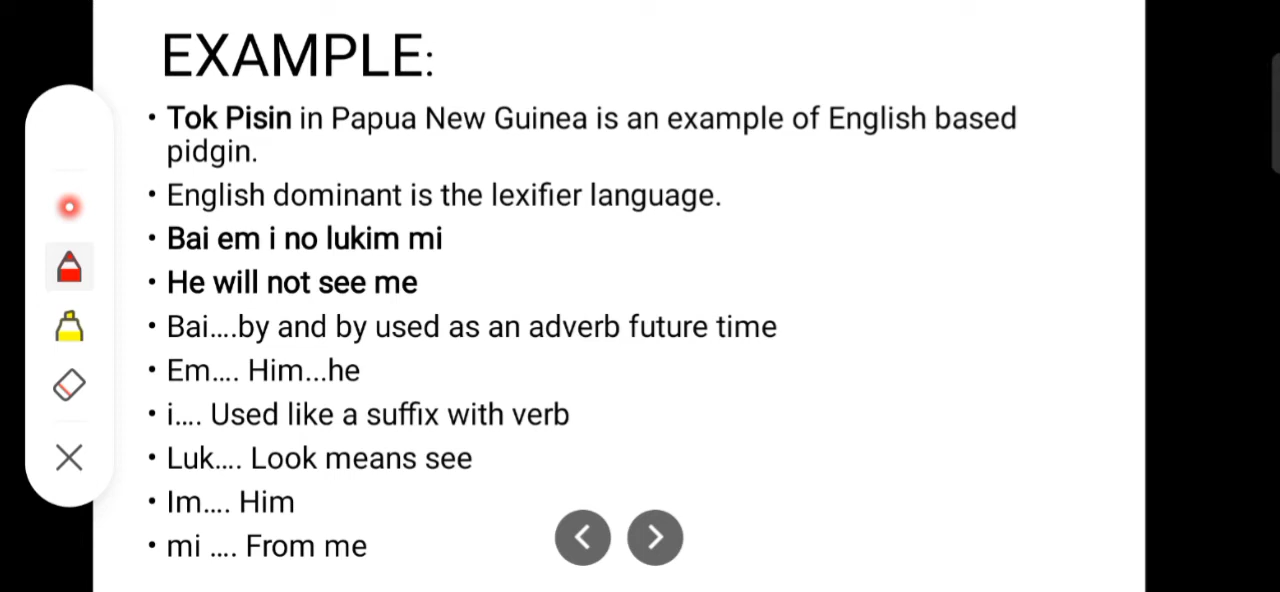 EXAMPLE:
• Tok Pisin in Papua New Guinea is an example of English based
pidgin.
• English dominant is the lexifier language.
• Bai em i no lukim mi
• He will not see me
• Bai....by and by used as an adverb future time
• Em.... Him...he
• i.... Used like a suffix with verb
• Luk.... Look means see
• Im.... Him
• mi .... From me